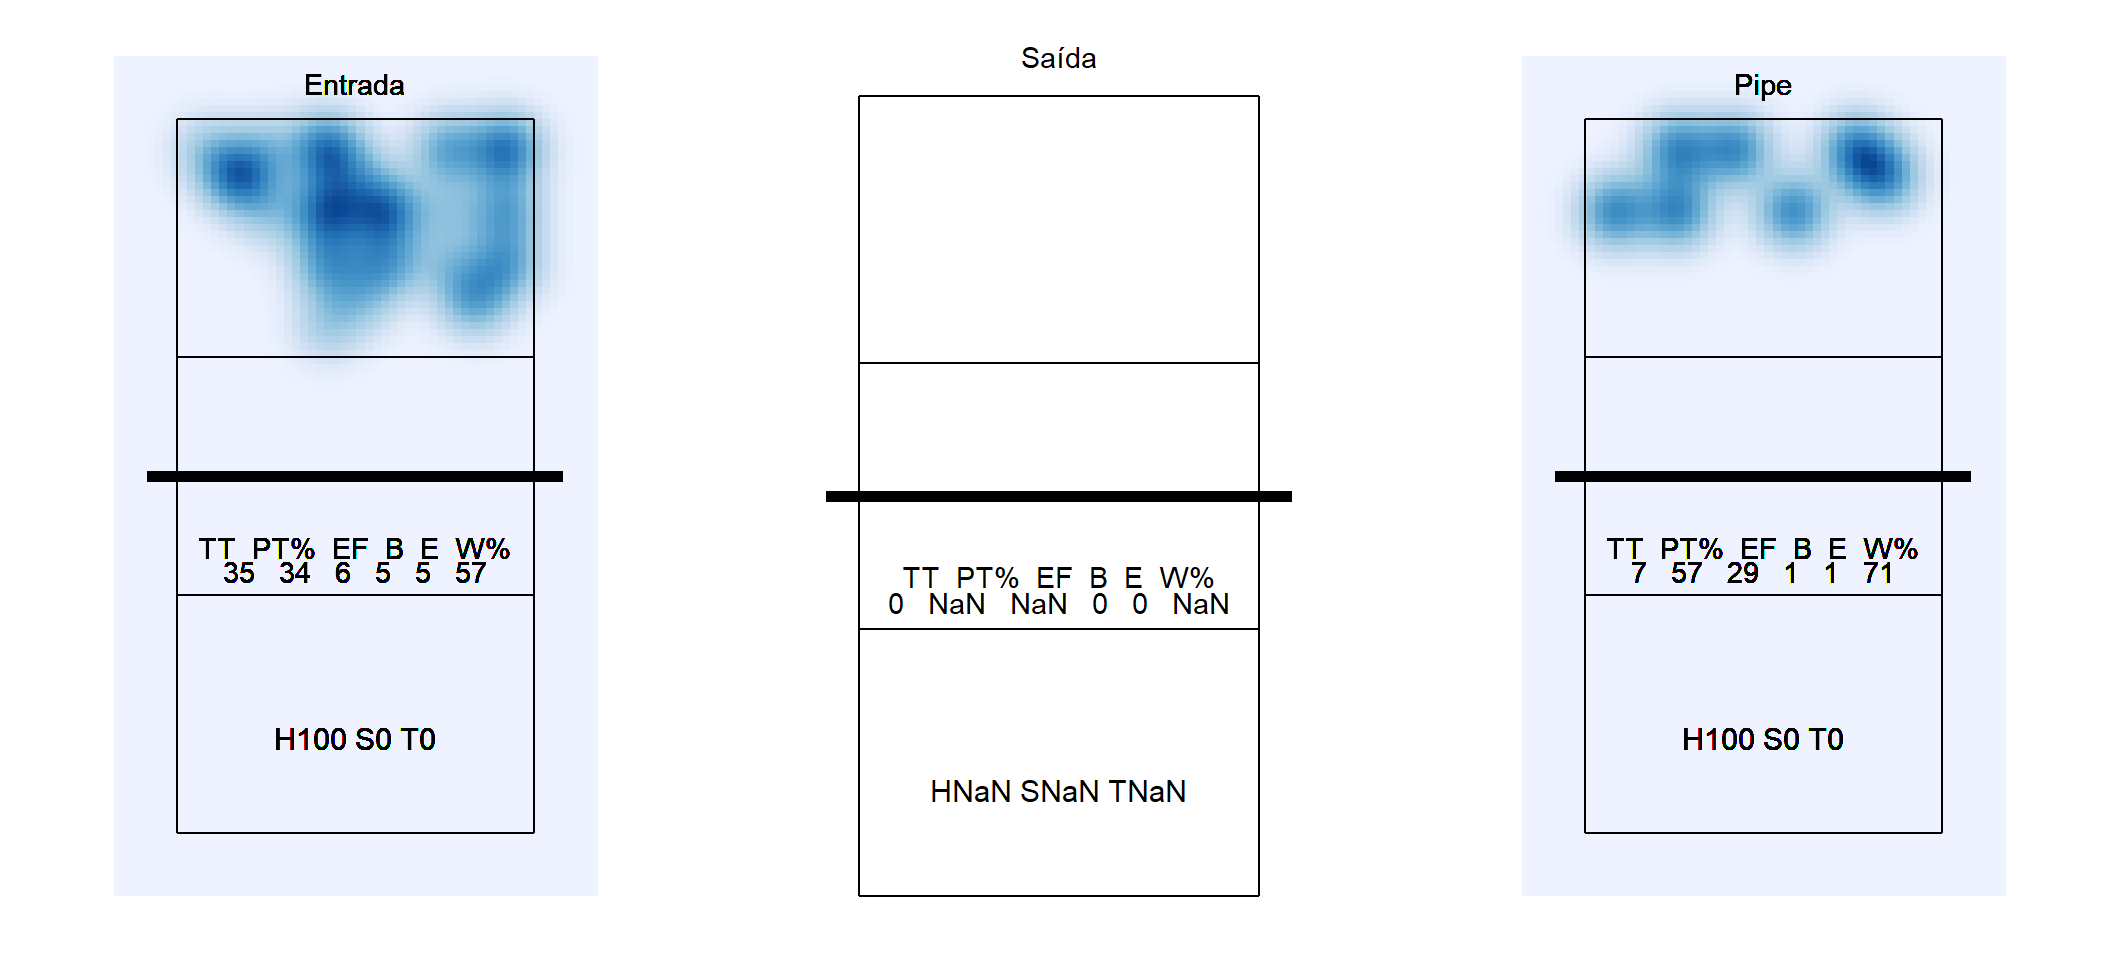 Entrada
TT PT% EF B E W%
35 34 6 5 5 57
H100 S0 T0
Saída
TT PT% EF B E W%
0 NaN NaN 0 0 NaN
HNaN SNaN TNaN
Pipe
TT PT% EF B E W%
7 57 29 1 1 71
H100 S0 T0